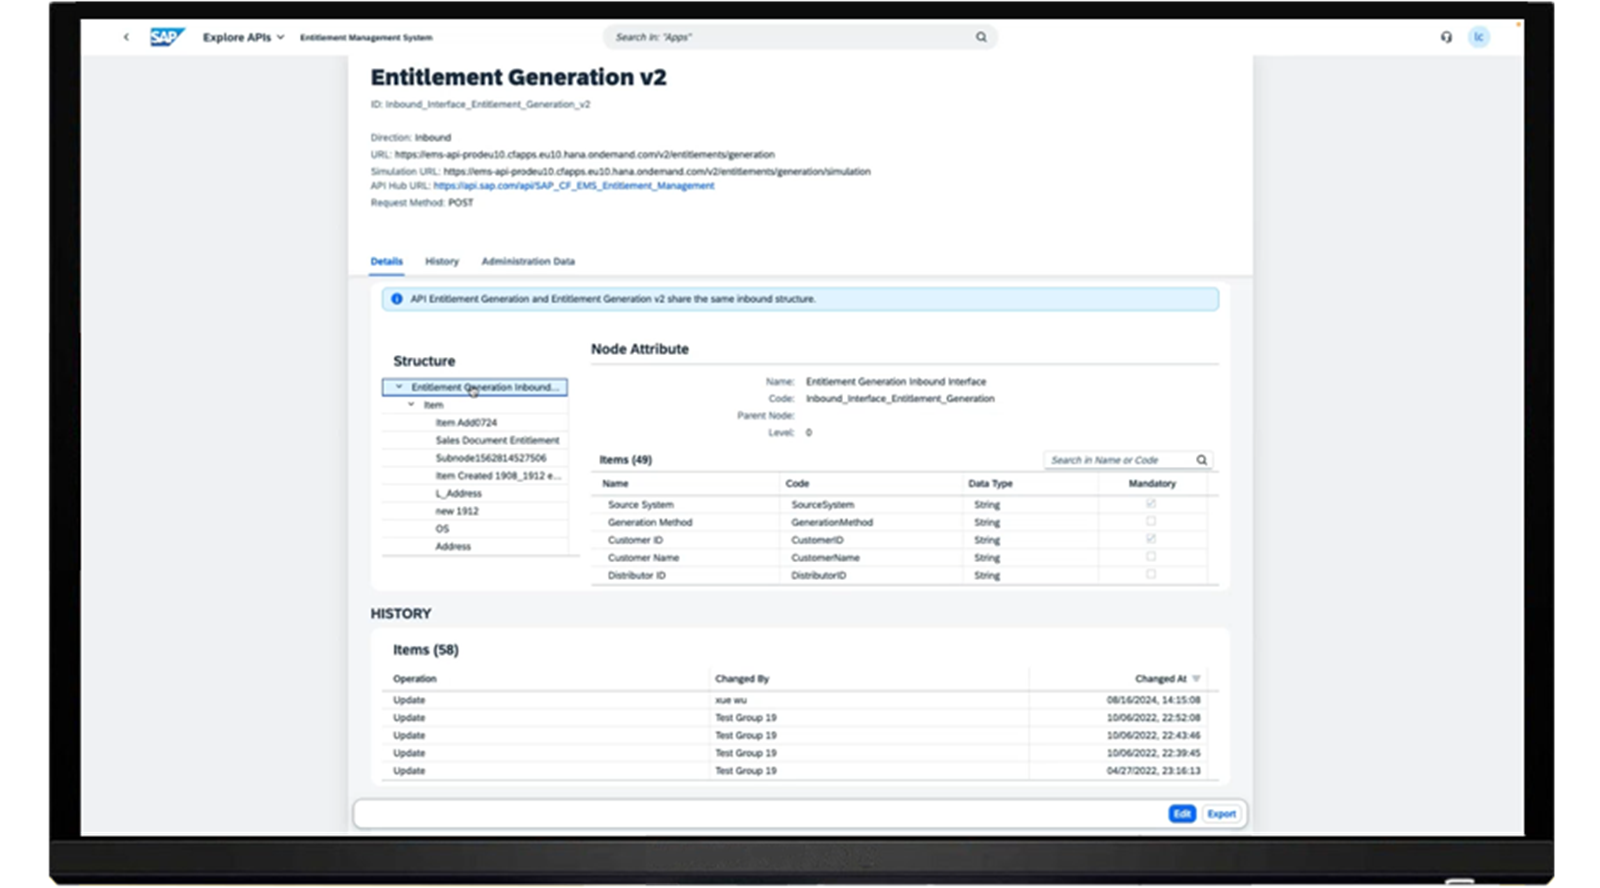 SAP Explore APIs Entitlement Management System Search In: "Apps" lc
Entitlement Generation v2
ID: Inbound_Interface_Entitlement_Generation_v2
Direction: Inbound
URL: https://ems-api-prodeu10.cfapps.eu10.hana.ondemand.com/v2/entitlements/generation
Simulation URL: https://ems-api-prodeu10.cfapps.eu10.hana.ondemand.com/v2/entitlements/generation/simulation
API Hub URL: https://api.sap.com/api/SAP_CF_EMS_Entitlement_Management
Request Method: POST
Details History Administration Data
API Entitlement Generation and Entitlement Generation v2 share the same inbound structure.
Structure
Entitlement Generation Inbound...
Item
Item Add0724
Sales Document Entitlement
Subnode1562814527506
Item Created 1908_1912 e...
L_Address
new 1912
OS
Address
Node Attribute
Name: Entitlement Generation Inbound Interface
Code: Inbound_Interface_Entitlement_Generation
Parent Node:
Level: 0
Items (49) Search in Name or Code
Name Code Data Type Mandatory
Source System SourceSystem String
Generation Method GenerationMethod String
Customer ID CustomerID String
Customer Name CustomerName String
Distributor ID DistributorID String
HISTORY
Items (58)
Operation Changed By Changed At
Update xue wu 08/16/2024, 14:15:08
Update Test Group 19 10/06/2022, 22:52:08
Update Test Group 19 10/06/2022, 22:43:46
Update Test Group 19 10/06/2022, 22:39:45
Update Test Group 19 04/27/2022, 23:16:13
Edit Export